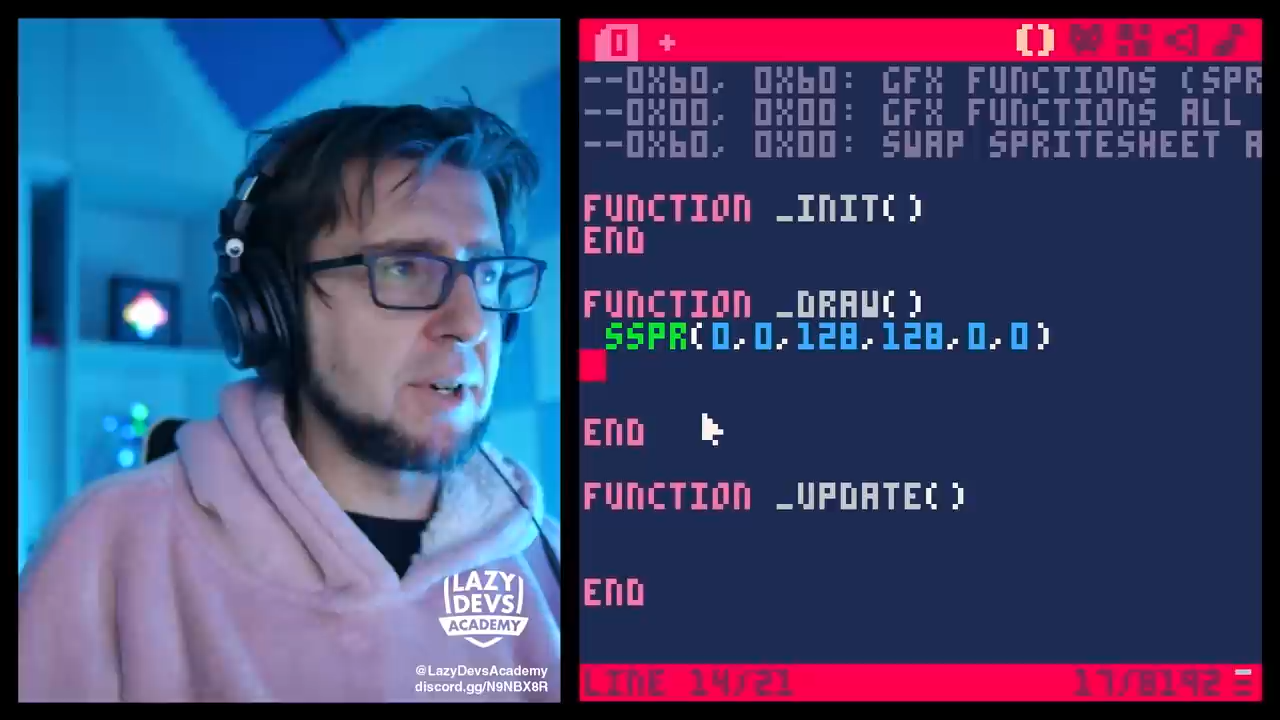 LAZY
DEVS
ACADEMY
@LazyDevsAcademy
discord.gg/N9NBX8R
0 +
--0X60, 0X60: GFX FUNCTIONS (SPR
--0X00, 0X00: GFX FUNCTIONS ALL
--0X60, 0X00: SWAP SPRITESHEET A
FUNCTION _INIT()
END
FUNCTION _DRAW()
SSPR(0,0,128,128,0,0)
END
FUNCTION _UPDATE()
END
LINE 14/21
17/8192